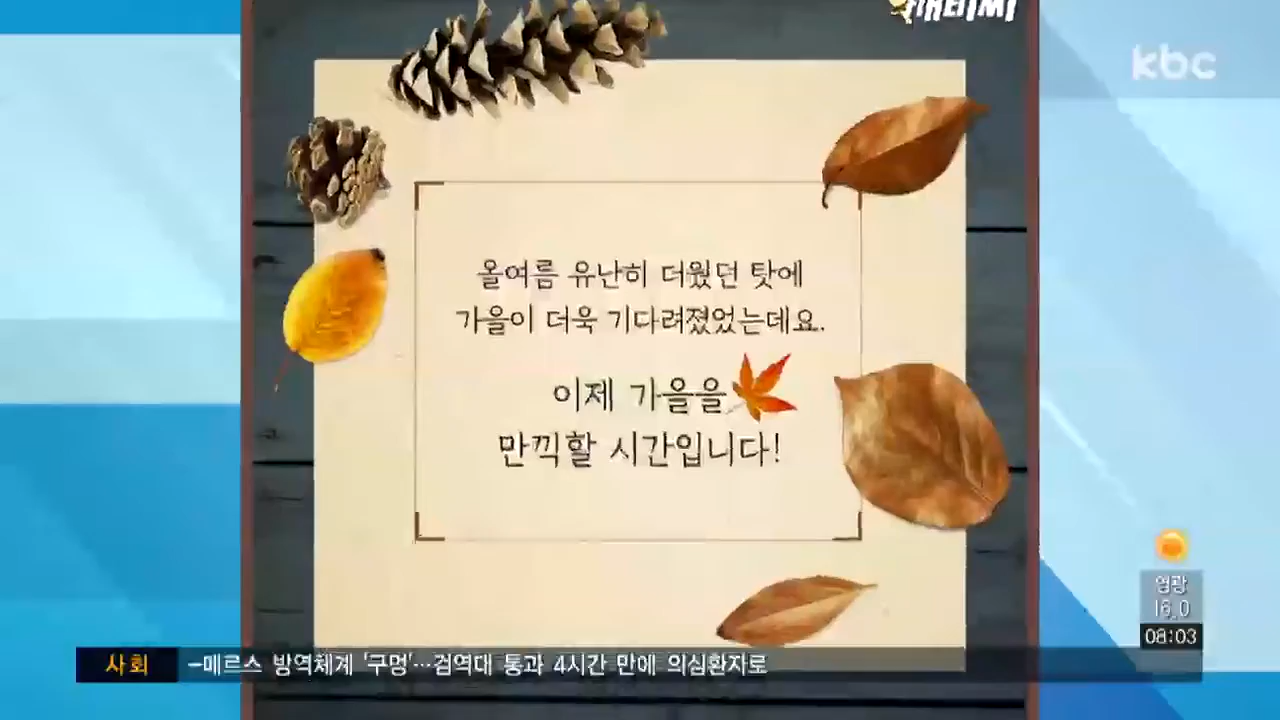 kbc
올여름 유난히 더웠던 탓에
가을이 더욱 기다려졌었는데요.
이제 가을을
만끽할 시간입니다!
영광
16.0
08:03
사회 -메르스 방역체계 '구멍'…검역대 통과 4시간 만에 의심환자로